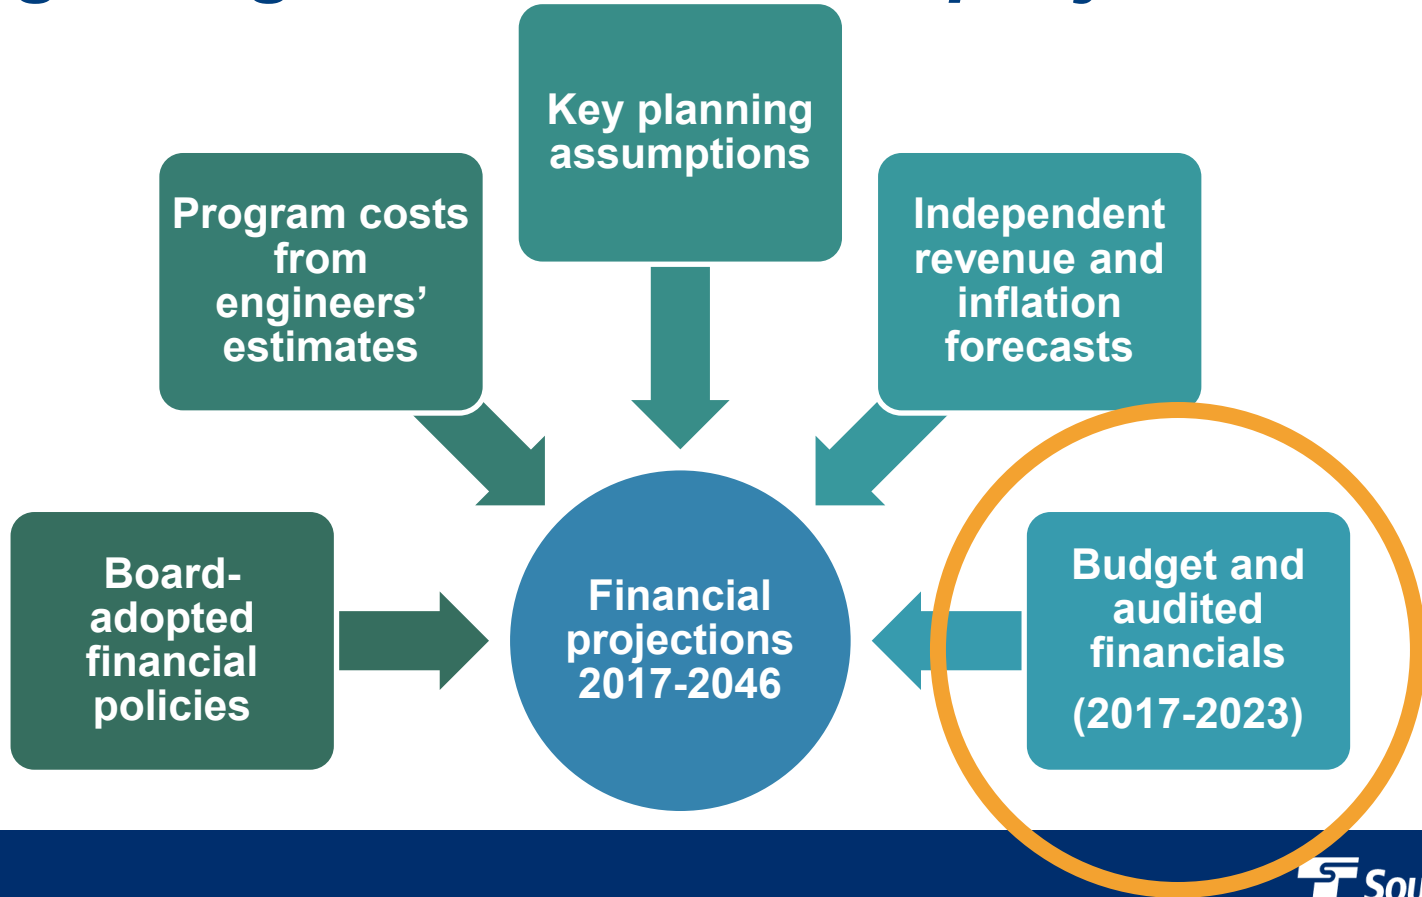 Key planning
assumptions
Program costs
from
engineers’
estimates
Independent
revenue and
inflation
forecasts
Board-
adopted
financial
policies
Financial
projections
2017-2046
Budget and
audited
financials
(2017-2023)